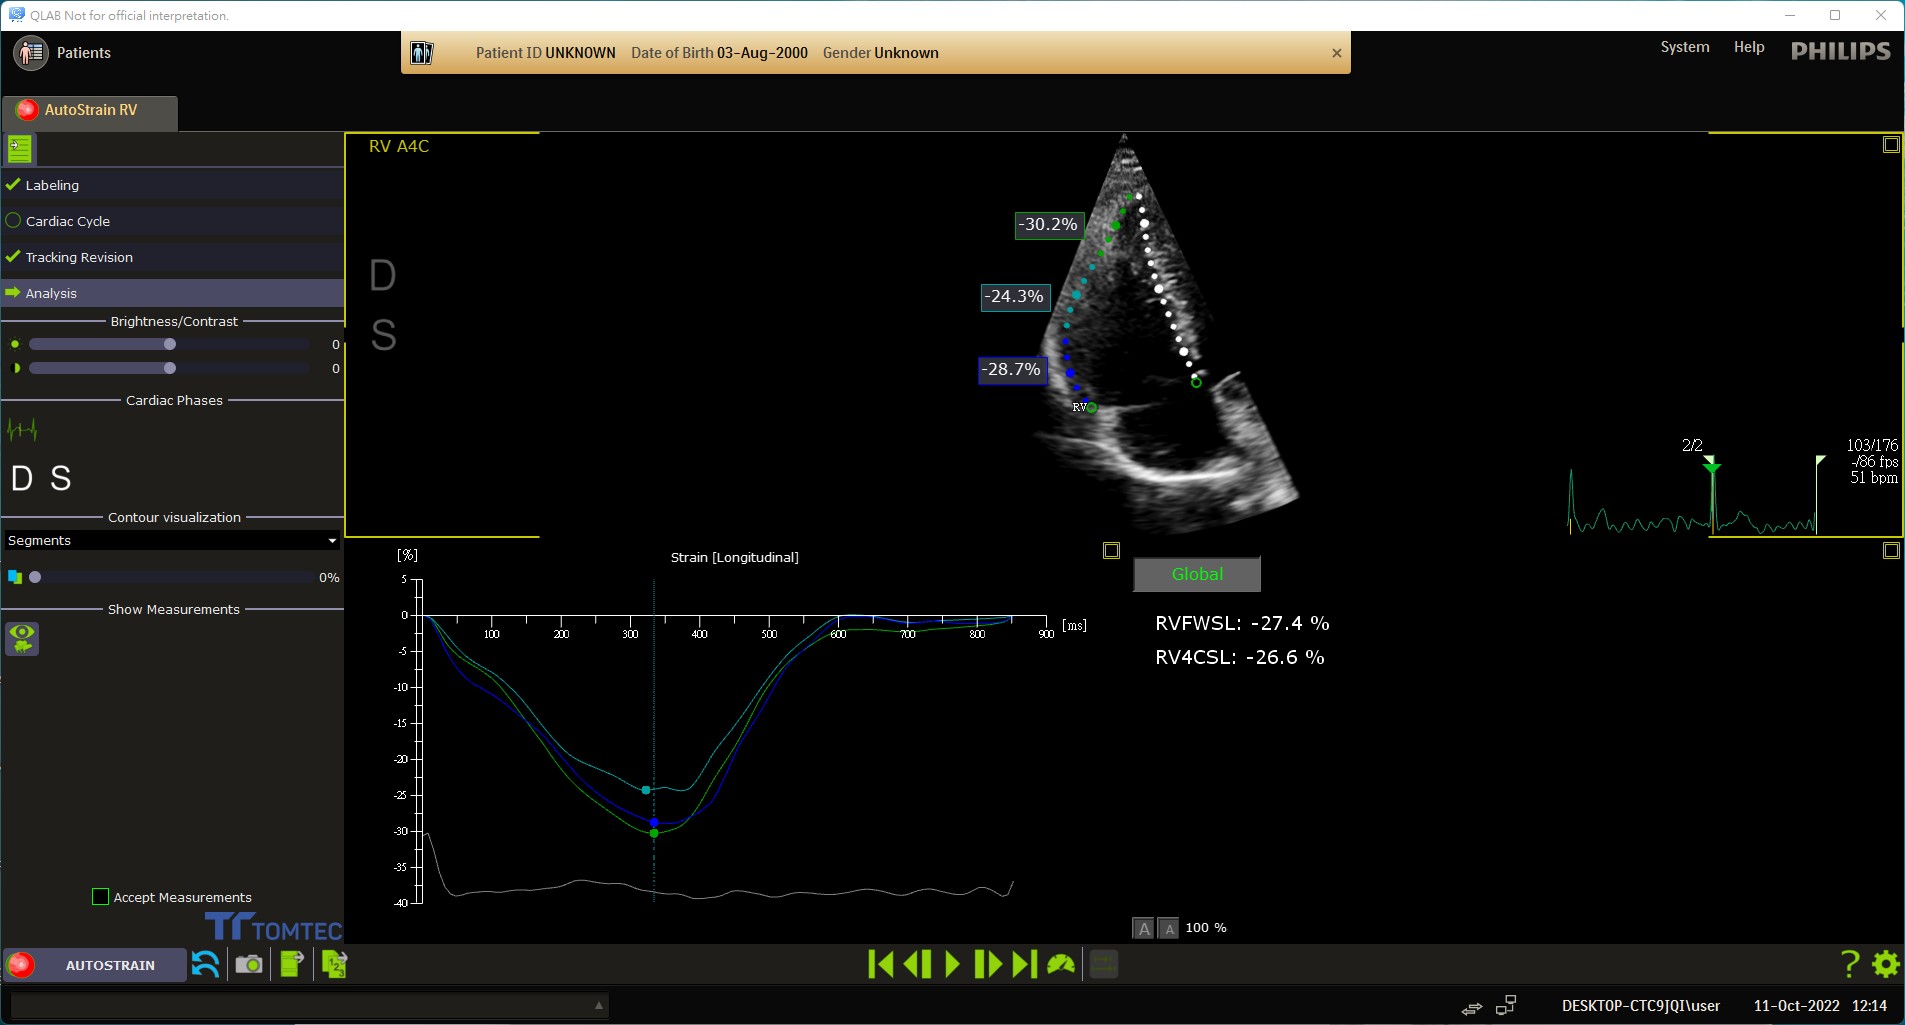 QLAB Not for official interpretation.
Patients
Patient ID UNKNOWN Date of Birth 03-Aug-2000 Gender Unknown
System Help PHILIPS
AutoStrain RV
Labeling
Cardiac Cycle
Tracking Revision
Analysis
Brightness/Contrast
0
0
Cardiac Phases
D S
Contour visualization
Segments
0%
Show Measurements
Accept Measurements
TOMTEC
RV A4C
D
S
-30.2%
-24.3%
-28.7%
RV
2/2
103/176
-/86 fps
51 bpm
[%]
Strain [Longitudinal]
5
0
-5
-10
-15
-20
-25
-30
-35
-40
100 200 300 400 500 600 700 800 900 [ms]
Global
RVFWSL: -27.4 %
RV4CSL: -26.6 %
A A 100 %
AUTOSTRAIN
123
?
DESKTOP-CTC9JQI\user 11-Oct-2022 12:14